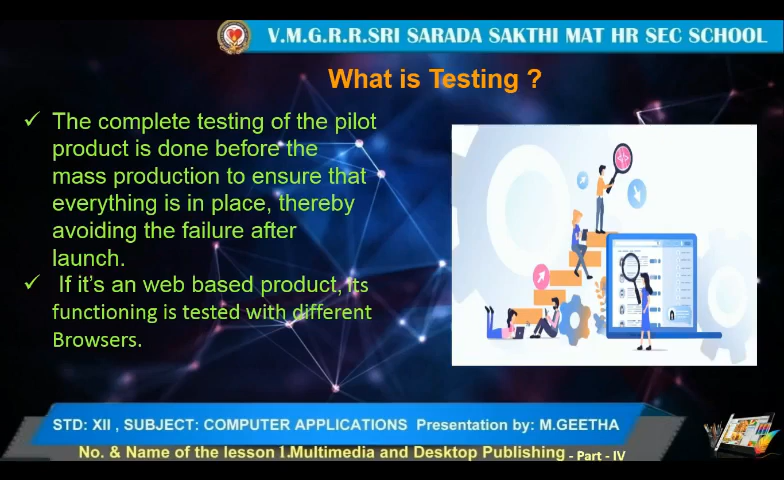 V.M.G.R.R.SRI SARADA SAKTHI MAT HR SEC SCHOOL
What is Testing ?
✓ The complete testing of the pilot
product is done before the
mass production to ensure that
everything is in place, thereby
avoiding the failure after
launch.
✓ If it's an web based product, its
functioning is tested with different
Browsers.
STD: XII , SUBJECT: COMPUTER APPLICATIONS Presentation by: M.GEETHA
No. & Name of the lesson 1.Multimedia and Desktop Publishing - Part - IV